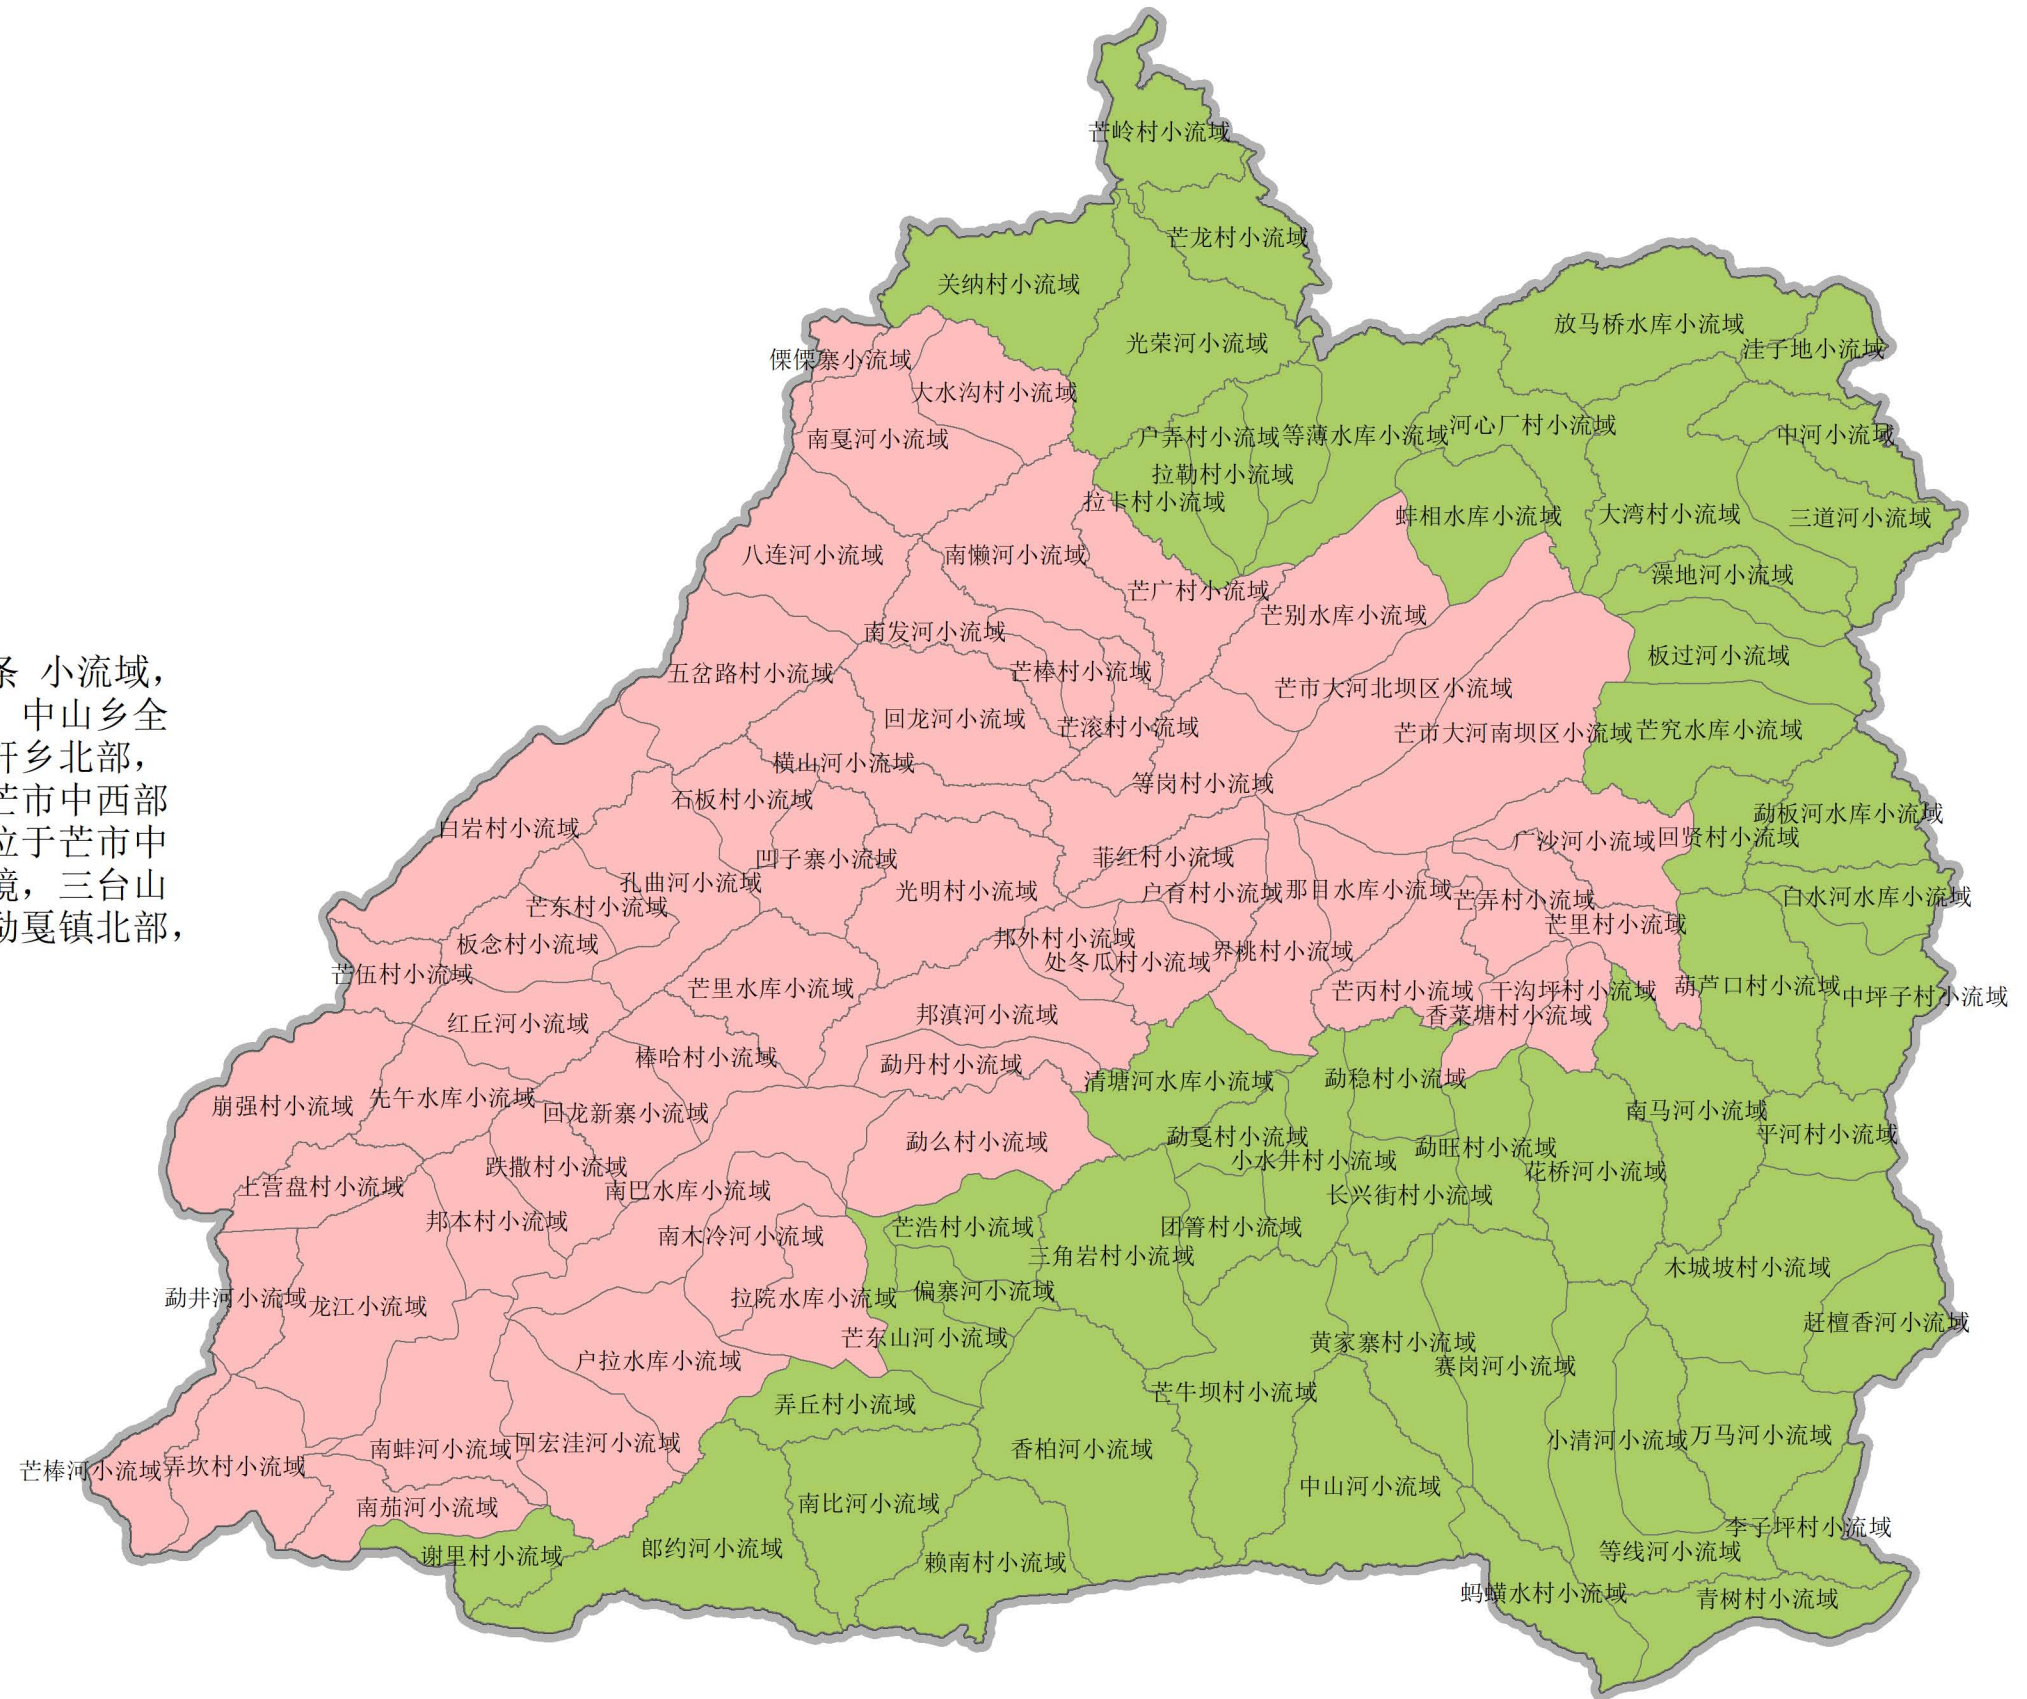 芒岭村小流域
芒龙村小流域
关纳村小流域
放马桥水库小流域
光荣河小流域
洼子地小流域
傈傈寨小流域
大水沟村小流域
河心厂村小流域
中河小流域
户弄村小流域
等薄水库小流域
南戛河小流域
拉勒村小流域
拉卡村小流域
蚌相水库小流域
大湾村小流域
三道河小流域
八连河小流域
南懒河小流域
澡地河小流域
芒广村小流域
芒别水库小流域
南发河小流域
板过河小流域
五岔路村小流域
芒棒村小流域
芒市大河北坝区小流域
回龙河小流域
芒滚村小流域
芒市大河南坝区小流域
芒究水库小流域
横山河小流域
等岗村小流域
石板村小流域
勐板河水库小流域
白岩村小流域
广沙河小流域
回贤村小流域
凹子寨小流域
菲红村小流域
孔曲河小流域
光明村小流域
户育村小流域
那目水库小流域
芒弄村小流域
白水河水库小流域
芒东村小流域
芒里村小流域
板念村小流域
邦外村小流域
处冬瓜村小流域
界桃村小流域
芒伍村小流域
芒里水库小流域
芒丙村小流域
干沟坪村小流域
葫芦口村小流域
中坪子村小流域
红丘河小流域
邦滇河小流域
香菜塘村小流域
棒哈村小流域
勐丹村小流域
清塘河水库小流域
勐稳村小流域
崩强村小流域
先午水库小流域
回龙新寨小流域
南马河小流域
勐么村小流域
勐戛村小流域
平河村小流域
跌撒村小流域
小水井村小流域
勐旺村小流域
花桥河小流域
上营盘村小流域
南巴水库小流域
长兴街村小流域
邦本村小流域
南木冷河小流域
芒浩村小流域
团箐村小流域
三角岩村小流域
木城坡村小流域
勐井河小流域
龙江小流域
拉院水库小流域
偏寨河小流域
赶檀香河小流域
芒东山河小流域
黄家寨村小流域
户拉水库小流域
赛岗河小流域
弄丘村小流域
芒牛坝村小流域
南蚌河小流域
回宏洼河小流域
香柏河小流域
小清河小流域
万马河小流域
芒棒河小流域
弄坎村小流域
中山河小流域
南茄河小流域
南比河小流域
李子坪村小流域
谢里村小流域
郎约河小流域
赖南村小流域
等线河小流域
蚂蟥水村小流域
青树村小流域
条 小流域，
中山乡全
乡北部，
芒市中西部
位于芒市中
境，三台山
勐戛镇北部，